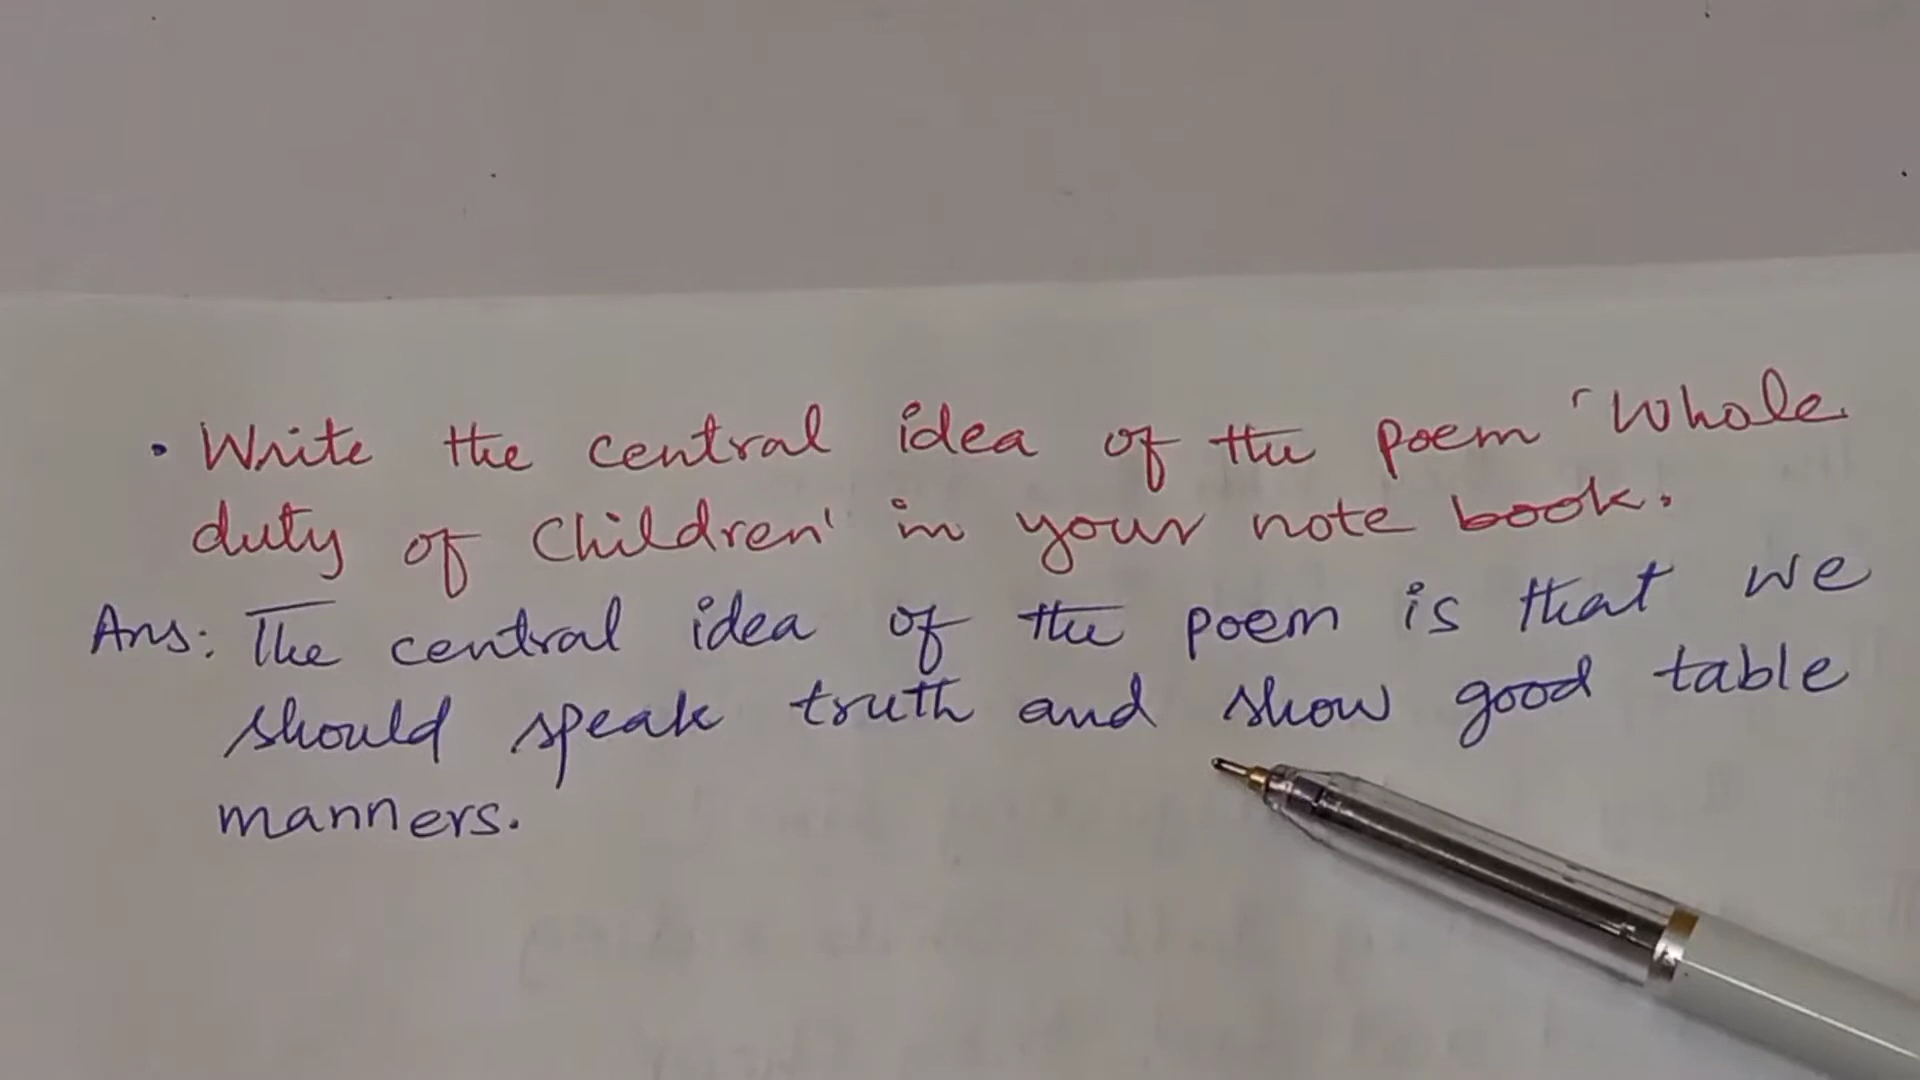 • Write the central idea of the poem 'Whole
duty of Children' in your note book.
Ans: The central idea of the poem is that we
should speak truth and show good table
manners.